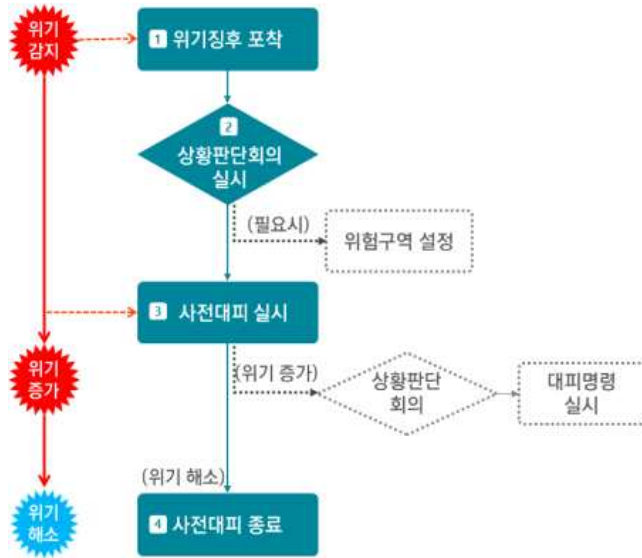 위기
감지
1 위기징후 포착
2
상황판단회의
실시
(필요시)
위험구역 설정
3 사전대피 실시
위기
증가
(위기 증가)
상황판단
회의
대피명령
실시
(위기 해소)
위기
해소
4 사전대피 종료